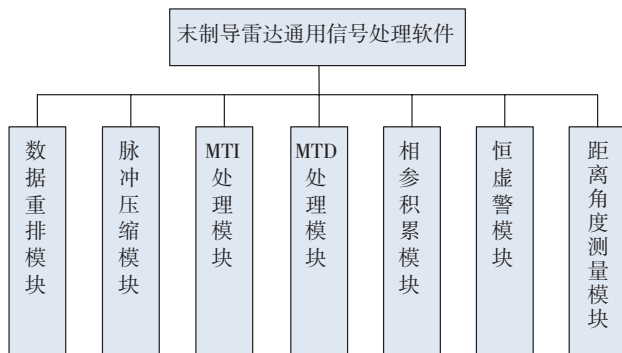 末制导雷达通用信号处理软件
数据重排模块
脉冲压缩模块
MTI处理模块
MTD处理模块
相参积累模块
恒虚警模块
距离角度测量模块